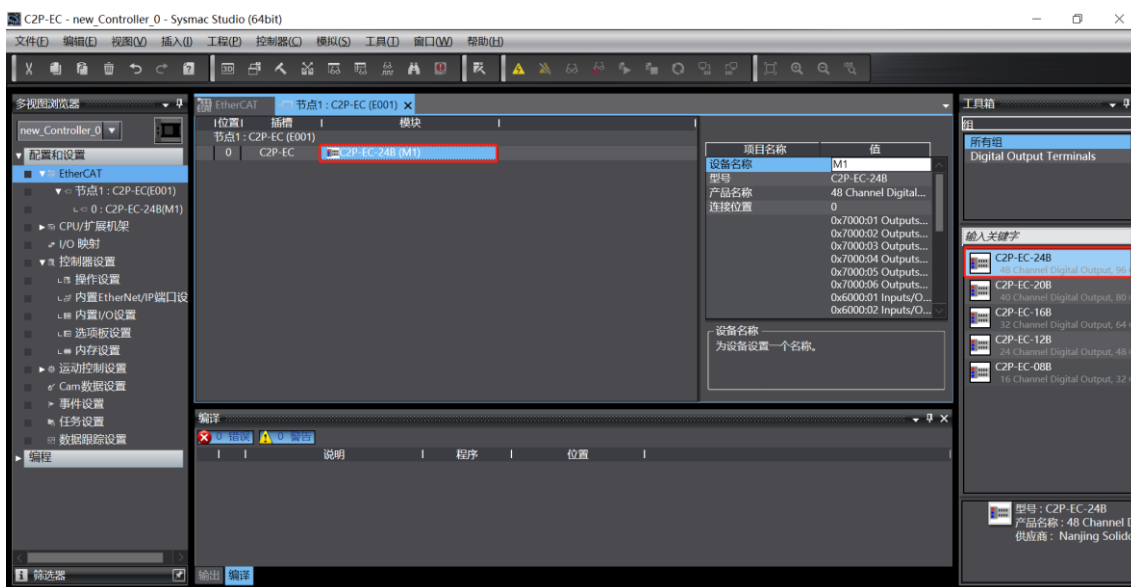 C2P-EC - new_Controller_0 - Sysmac Studio (64bit)
文件(F) 编辑(E) 视图(V) 插入(I) 工程(P) 控制器(C) 模拟(S) 工具(T) 窗口(W) 帮助(H)
多视图浏览器
new_Controller_0
配置和设置
EtherCAT
节点1 : C2P-EC(E001)
0 : C2P-EC-24B(M1)
CPU/扩展机架
I/O 映射
控制器设置
操作设置
内置EtherNet/IP端口设
内置I/O设置
选项板设置
内存设置
运动控制设置
Cam数据设置
事件设置
任务设置
数据跟踪设置
编程
筛选器
EtherCAT 节点1 : C2P-EC (E001)
位置 插槽 模块
节点1 : C2P-EC (E001)
0 C2P-EC C2P-EC-24B (M1)
项目名称 值
设备名称 M1
型号 C2P-EC-24B
产品名称 48 Channel Digital...
连接位置 0
0x7000:01 Outputs...
0x7000:02 Outputs...
0x7000:03 Outputs...
0x7000:04 Outputs...
0x7000:05 Outputs...
0x7000:06 Outputs...
0x6000:01 Inputs/O...
0x6000:02 Inputs/O...
设备名称
为设备设置一个名称。
编译
0 错误 0 警告
说明 程序 位置
输出 编译
工具箱
组
所有组
Digital Output Terminals
输入关键字
C2P-EC-24B
48 Channel Digital Output, 96
C2P-EC-20B
40 Channel Digital Output, 80
C2P-EC-16B
32 Channel Digital Output, 64
C2P-EC-12B
24 Channel Digital Output, 48
C2P-EC-08B
16 Channel Digital Output, 32
型号 : C2P-EC-24B
产品名称 : 48 Channel D
供应商 : Nanjing Solido